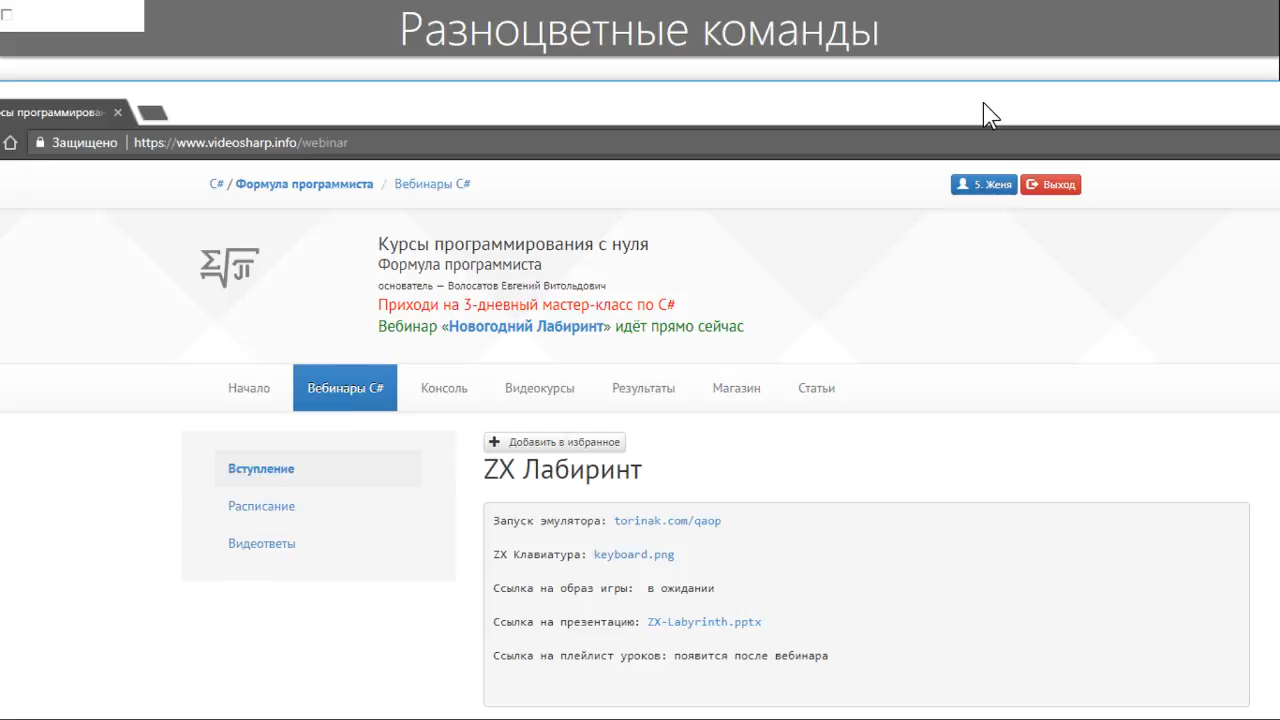 Разноцветные команды
сы программирова
Защищено https://www.videosharp.info/webinar
C# / Формула программиста / Вебинары C#
5. Женя
Выход
Курсы программирования с нуля
Формула программиста
основатель — Волосатов Евгений Витольдович
Приходи на 3-дневный мастер-класс по C#
Вебинар «Новогодний Лабиринт» идёт прямо сейчас
Начало Вебинары C# Консоль Видеокурсы Результаты Магазин Статьи
Вступление
Расписание
Видеответы
Добавить в избранное
ZX Лабиринт
Запуск эмулятора: torinak.com/qaop
ZX Клавиатура: keyboard.png
Ссылка на образ игры: в ожидании
Ссылка на презентацию: ZX-Labyrinth.pptx
Ссылка на плейлист уроков: появится после вебинара